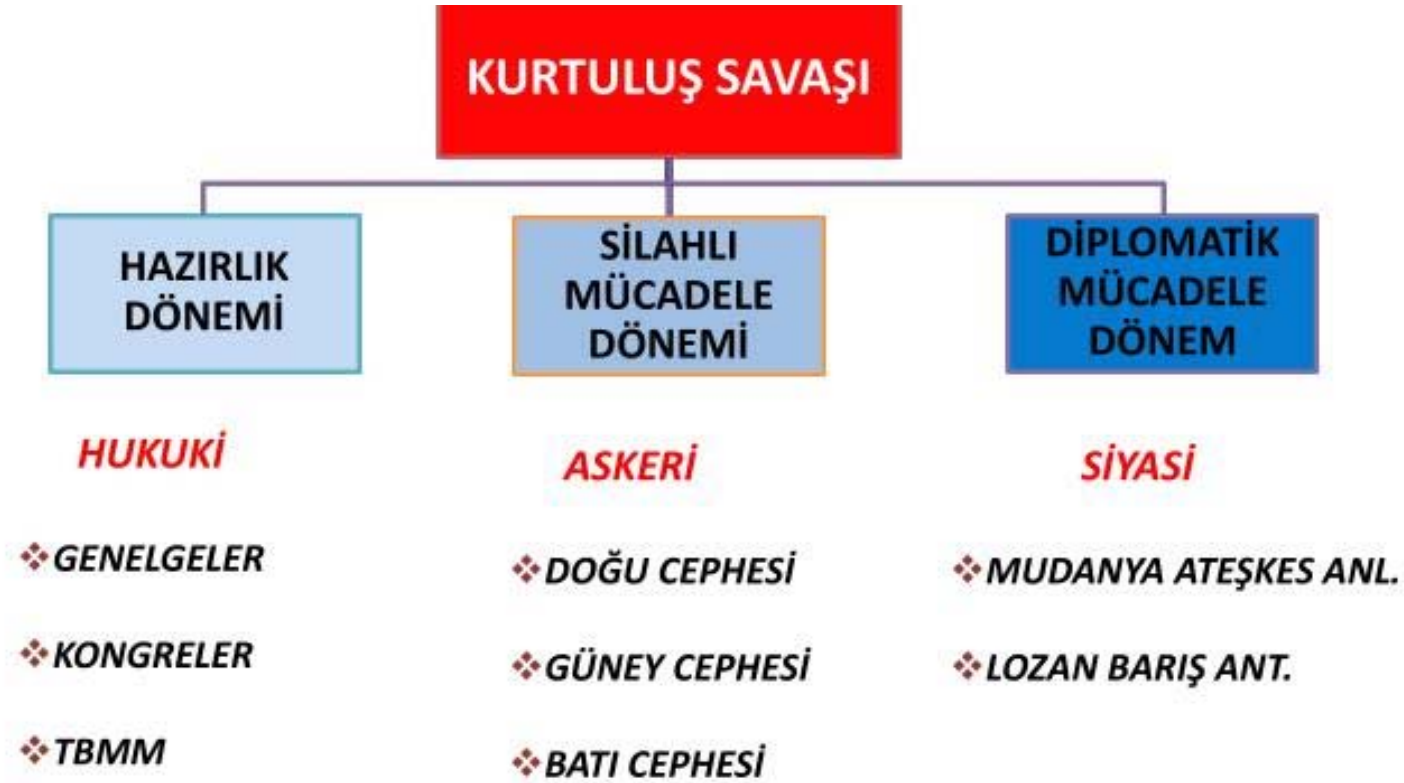 KURTULUŞ SAVAŞI
HAZIRLIK
DÖNEMİ
SİLAHLI
MÜCADELE
DÖNEMİ
DİPLOMATİK
MÜCADELE
DÖNEM
HUKUKİ
GENELGELER
KONGRELER
TBMM
ASKERİ
DOĞU CEPHESİ
GÜNEY CEPHESİ
BATI CEPHESİ
SİYASİ
MUDANYA ATEŞKES ANL.
LOZAN BARIŞ ANT.